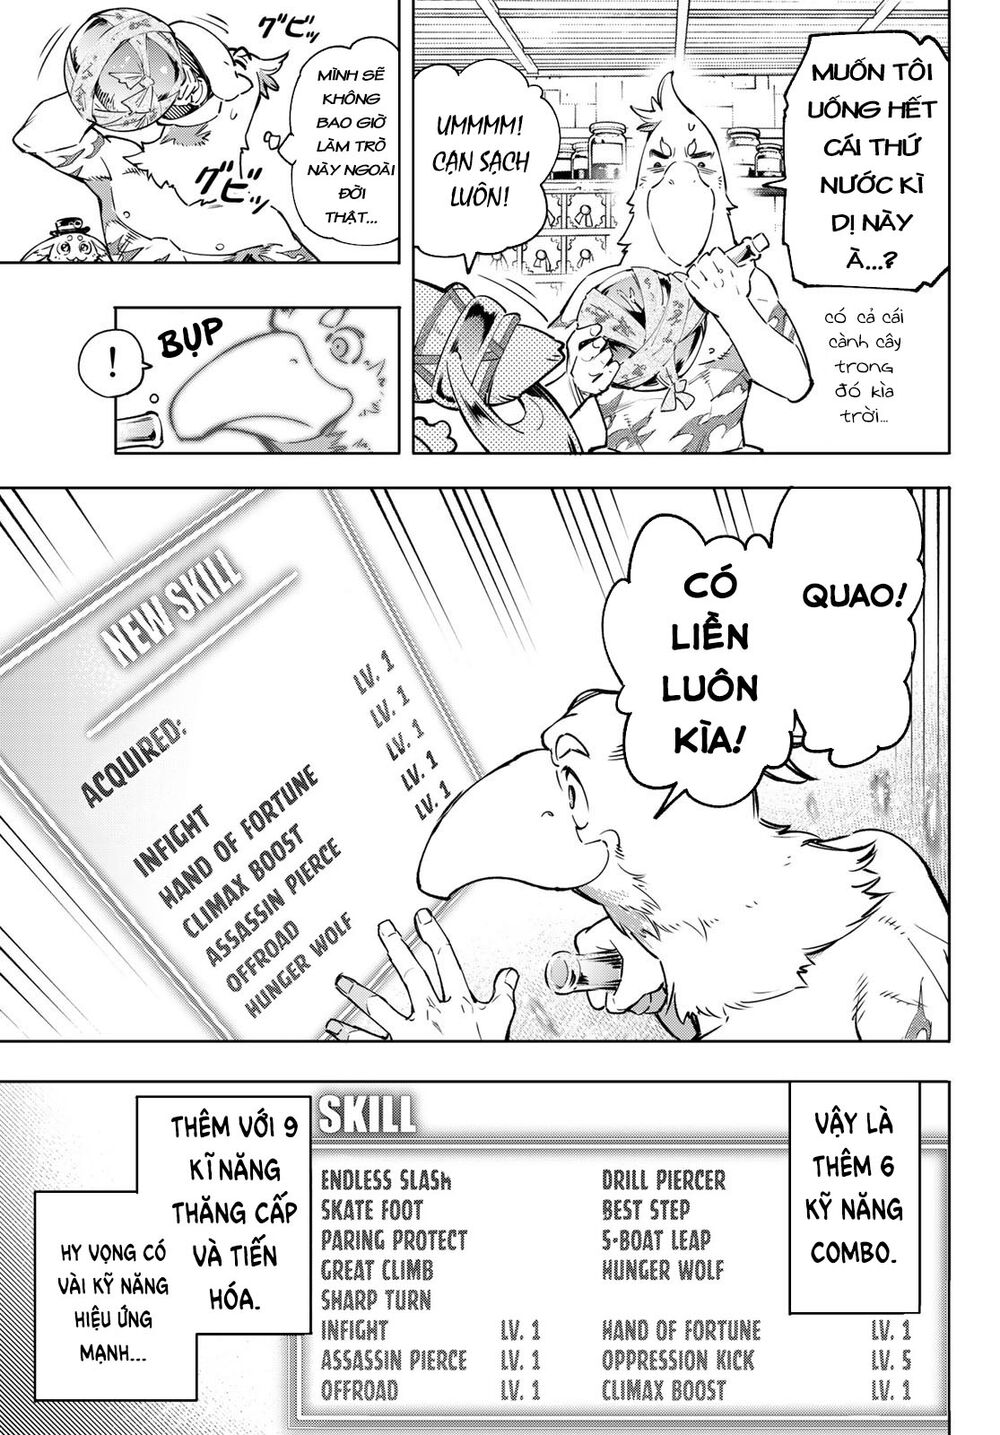 MUỐN TÔI
UỐNG HẾT
CÁI THỨ
NƯỚC KÌ
DỊ NÀY
À...?
có cả cái
cành cây
trong
đó kìa
trời...
UMMMM!
CẠN SẠCH
LUÔN!
グビッ
MÌNH SẼ
KHÔNG
BAO GIỜ
LÀM TRÒ
NÀY NGOÀI
ĐỜI
THẬT...
グビッ
BỤP
!
QUAO!
CÓ
LIỀN
LUÔN
KÌA!
NEW SKILL
ACQUIRED:
INFIGHT LV. 1
HAND OF FORTUNE LV. 1
CLIMAX BOOST LV. 1
ASSASSIN PIERCE LV. 1
OFFROAD LV. 1
HUNGER WOLF
VẬY LÀ
THÊM 6
KỸ NĂNG
COMBO.
SKILL
ENDLESS SLASh DRILL PIERCER
SKATE FOOT BEST STEP
PARING PROTECT 5-BOAT LEAP
GREAT CLIMB HUNGER WOLF
SHARP TURN
INFIGHT LV. 1 HAND OF FORTUNE LV. 1
ASSASSIN PIERCE LV. 1 OPPRESSION KICK LV. 5
OFFROAD LV. 1 CLIMAX BOOST LV. 1
THÊM VỚI 9
KĨ NĂNG
THĂNG CẤP
VÀ TIẾN
HÓA.
HY VỌNG CÓ
VÀI KỸ NĂNG
HIỆU ỨNG
MẠNH...